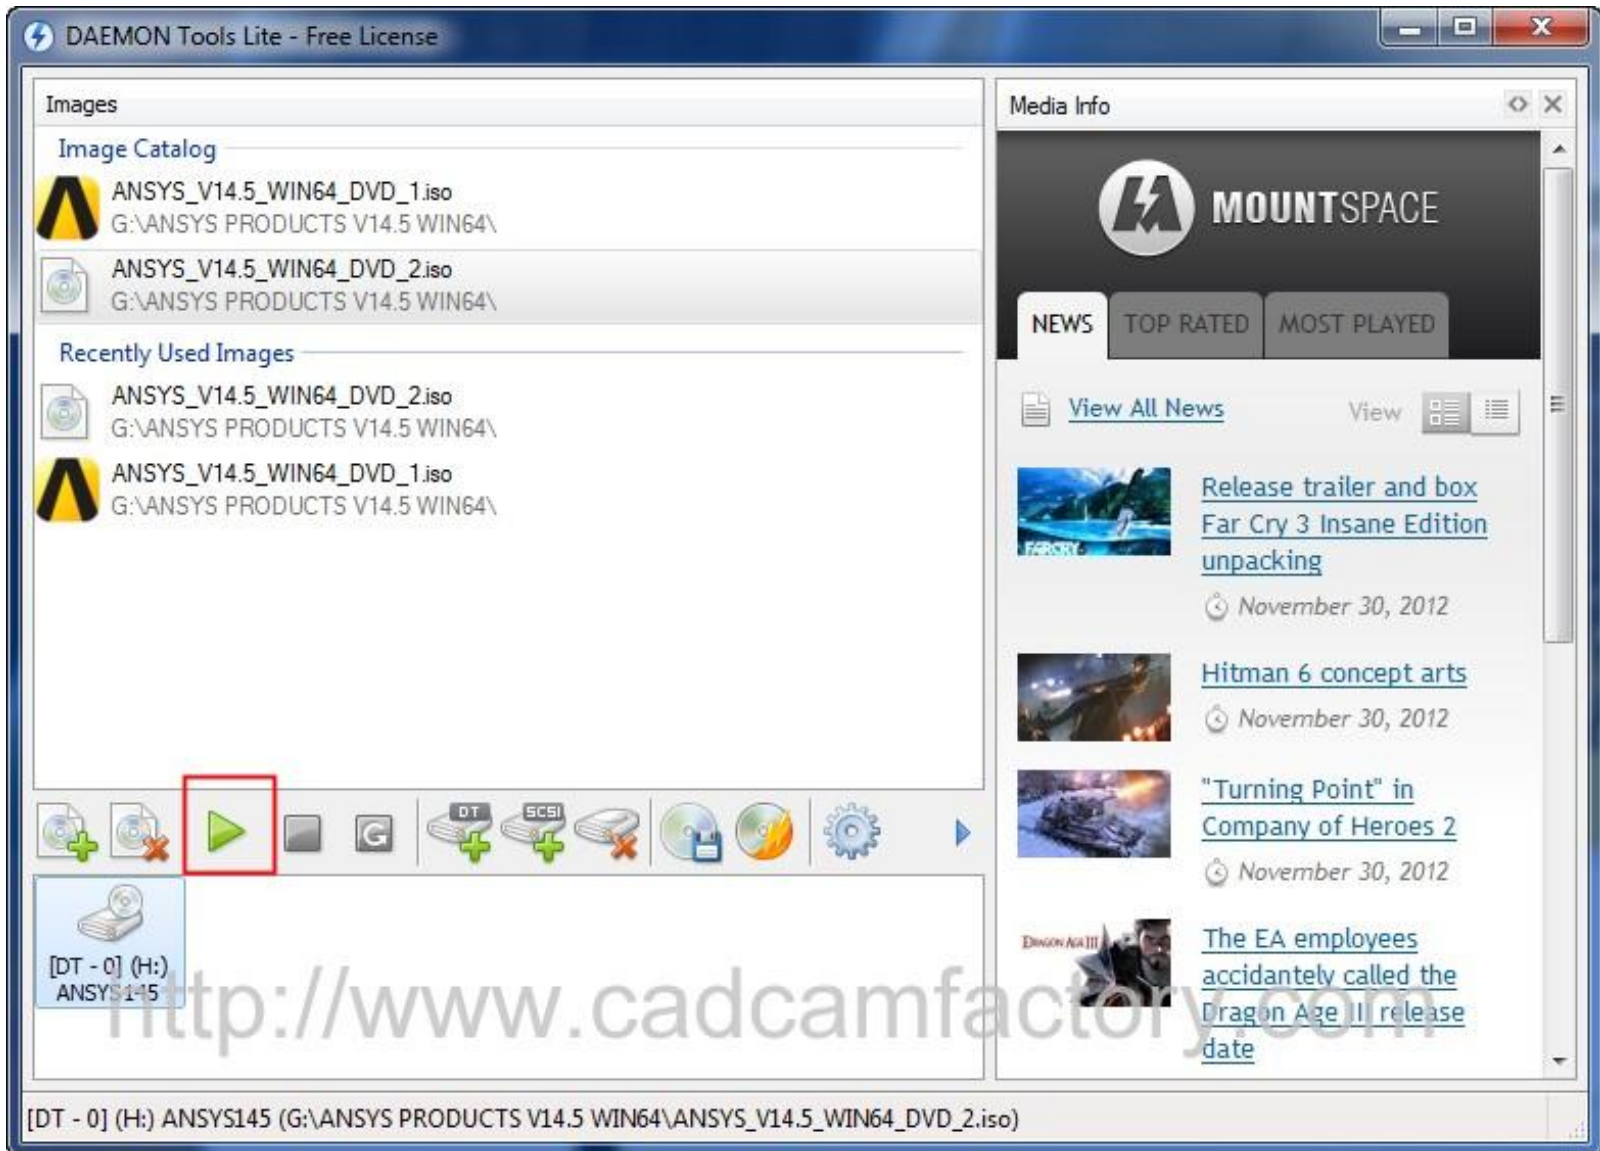 DAEMON Tools Lite - Free License
Images
Image Catalog
ANSYS_V14.5_WIN64_DVD_1.iso
G:\ANSYS PRODUCTS V14.5 WIN64\
ANSYS_V14.5_WIN64_DVD_2.iso
G:\ANSYS PRODUCTS V14.5 WIN64\
Recently Used Images
ANSYS_V14.5_WIN64_DVD_2.iso
G:\ANSYS PRODUCTS V14.5 WIN64\
ANSYS_V14.5_WIN64_DVD_1.iso
G:\ANSYS PRODUCTS V14.5 WIN64\
G
DT
SCSI
[DT - 0] (H:)
ANSYS145
Media Info
MOUNTSPACE
NEWS TOP RATED MOST PLAYED
View All News View
FARCRY
Release trailer and box
Far Cry 3 Insane Edition
unpacking
November 30, 2012
Hitman 6 concept arts
November 30, 2012
"Turning Point" in
Company of Heroes 2
November 30, 2012
DRAGON AGE III
The EA employees
accidantely called the
Dragon Age III release
date
http://www.cadcamfactory.com
[DT - 0] (H:) ANSYS145 (G:\ANSYS PRODUCTS V14.5 WIN64\ANSYS_V14.5_WIN64_DVD_2.iso)